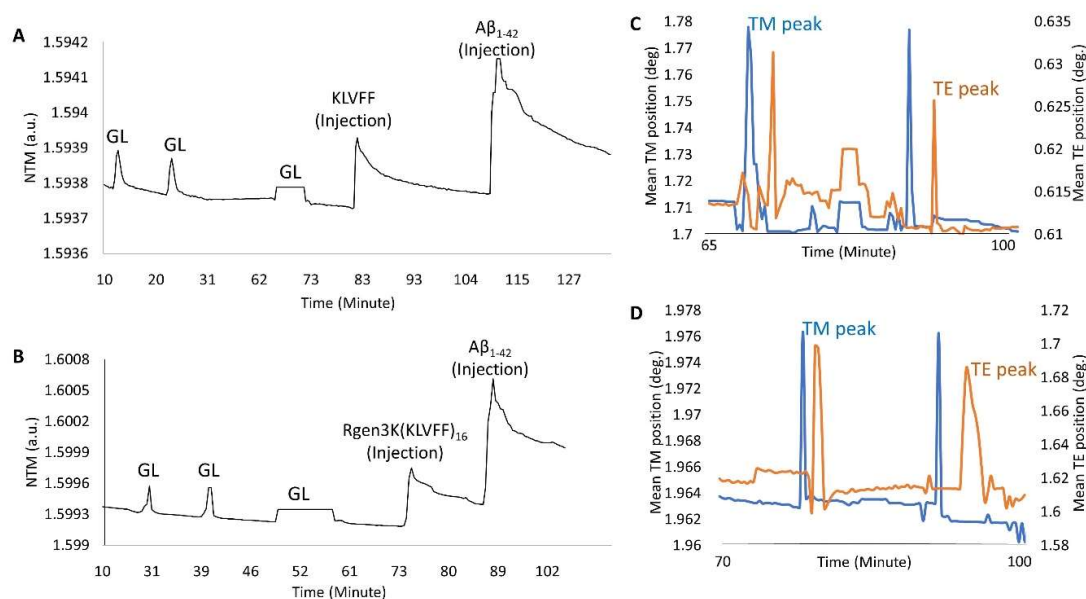 A
1.5942
1.5941
1.594
1.5939
1.5938
1.5937
1.5936
NTM (a.u.)
GL
GL
GL
KLVFF
(Injection)
Aβ₁₋₄₂
(Injection)
10 20 31 42 52 62 73 83 94 104 115 127
Time (Minute)
B
1.6008
1.6005
1.6002
1.5999
1.5996
1.5993
1.599
NTM (a.u.)
GL
GL
GL
Rgen3K(KLVFF)₁₆
(Injection)
Aβ₁₋₄₂
(Injection)
10 31 39 46 52 61 73 80 89 102
Time (Minute)
C
1.78
1.77
1.76
1.75
1.74
1.73
1.72
1.71
1.7
Mean TM position (deg)
TM peak
TE peak
0.635
0.63
0.625
0.62
0.615
0.61
Mean TE position (deg.)
65 100
Time (Minute)
D
1.978
1.976
1.974
1.972
1.97
1.968
1.966
1.964
1.962
1.96
Mean TM position (deg.)
TM peak
TE peak
1.72
1.7
1.68
1.66
1.64
1.62
1.6
1.58
Mean TE position (deg.)
70 100
Time (Minute)